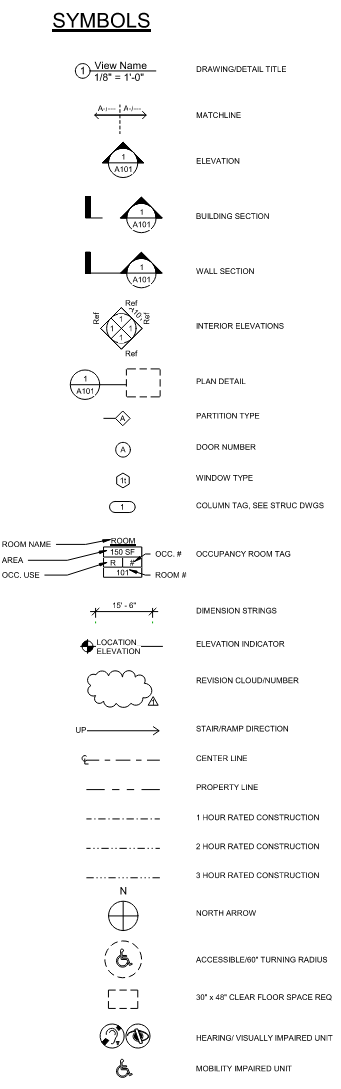 SYMBOLS
1 View Name
1/8" = 1'-0"
DRAWING/DETAIL TITLE
A-/--- A-/---
MATCHLINE
1
A101
ELEVATION
1
A101
BUILDING SECTION
1
A101
WALL SECTION
Ref
Ref Ref
1
1 1
1
Ref
INTERIOR ELEVATIONS
1
A101
PLAN DETAIL
A
PARTITION TYPE
A
DOOR NUMBER
1t
WINDOW TYPE
1
COLUMN TAG, SEE STRUC DWGS
ROOM NAME
ROOM
AREA
150 SF
OCC. #
OCCUPANCY ROOM TAG
OCC. USE
R #
101
ROOM #
15' - 6"
DIMENSION STRINGS
LOCATION
ELEVATION
ELEVATION INDICATOR
REVISION CLOUD/NUMBER
1
UP
STAIR/RAMP DIRECTION
CENTER LINE
PROPERTY LINE
1 HOUR RATED CONSTRUCTION
2 HOUR RATED CONSTRUCTION
3 HOUR RATED CONSTRUCTION
N
NORTH ARROW
ACCESSIBLE/60" TURNING RADIUS
30" x 48" CLEAR FLOOR SPACE REQ
HEARING/ VISUALLY IMPAIRED UNIT
MOBILITY IMPAIRED UNIT